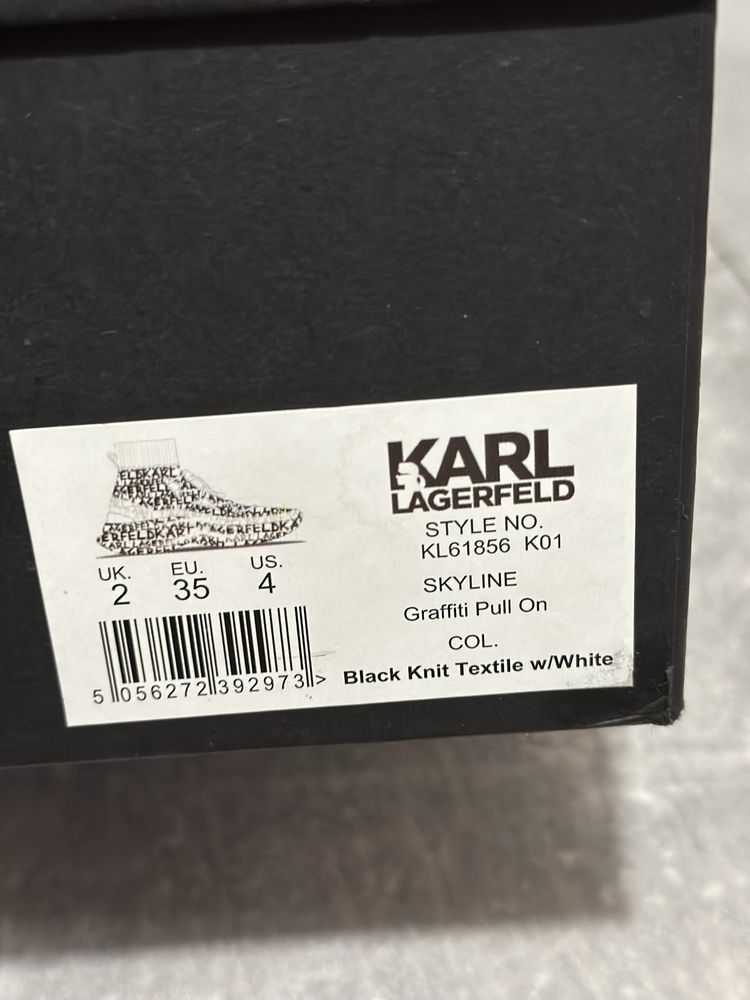 KARL
LAGERFELD
STYLE NO.
KL61856 K01
SKYLINE
Graffiti Pull On
COL.
Black Knit Textile w/White
UK. EU. US.
2 35 4
5 056272 392973 >